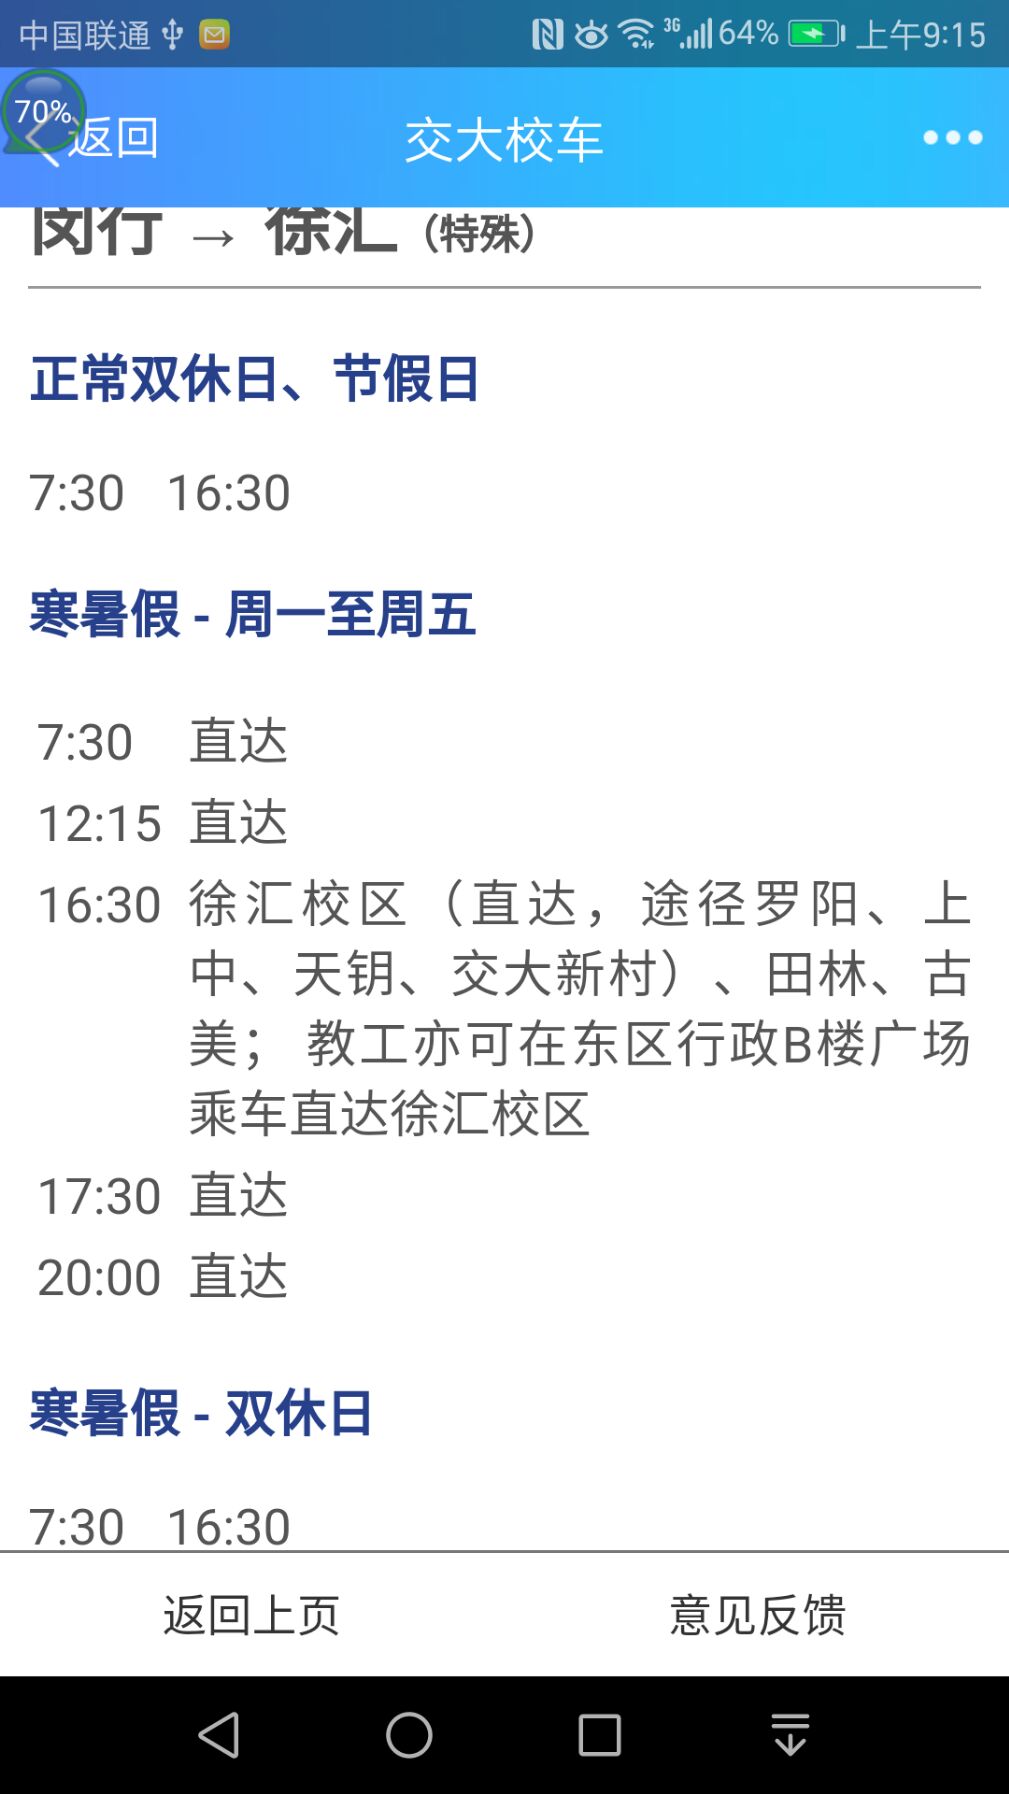 中国联通 3G 64% 上午9:15
70%
返回 交大校车
闵行 → 徐汇（特殊）
正常双休日、节假日
7:30 16:30
寒暑假 - 周一至周五
7:30 直达
12:15 直达
16:30 徐汇校区（直达，途径罗阳、上
中、天钥、交大新村）、田林、古
美； 教工亦可在东区行政B楼广场
乘车直达徐汇校区
17:30 直达
20:00 直达
寒暑假 - 双休日
7:30 16:30
返回上页 意见反馈